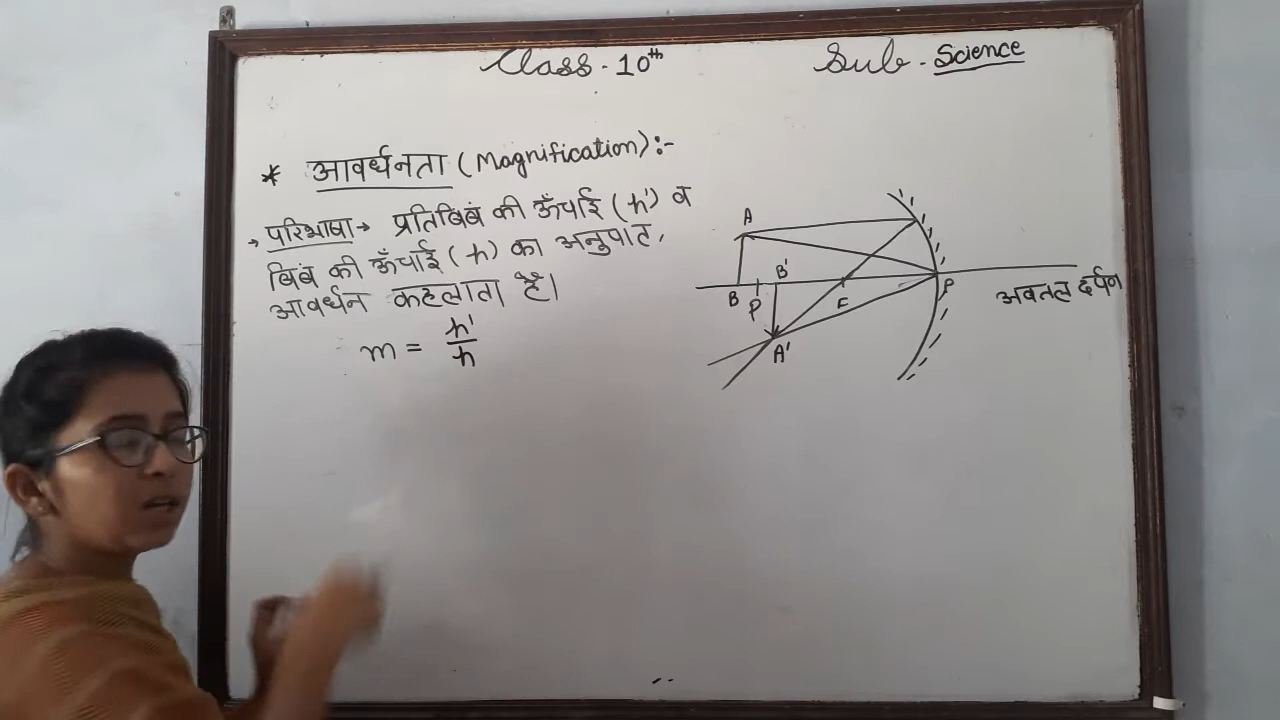 Class - 10th
Sub - Science
* आवर्धनता (Magnification) :-
→ परिभाषा → प्रतिबिंब की ऊँचाई (h') व
बिंब की ऊँचाई (h) का अनुपात,
आवर्धन कहलाता है।
m = h'/h
A
B'
B
P
F
P
अवतल दर्पण
A'